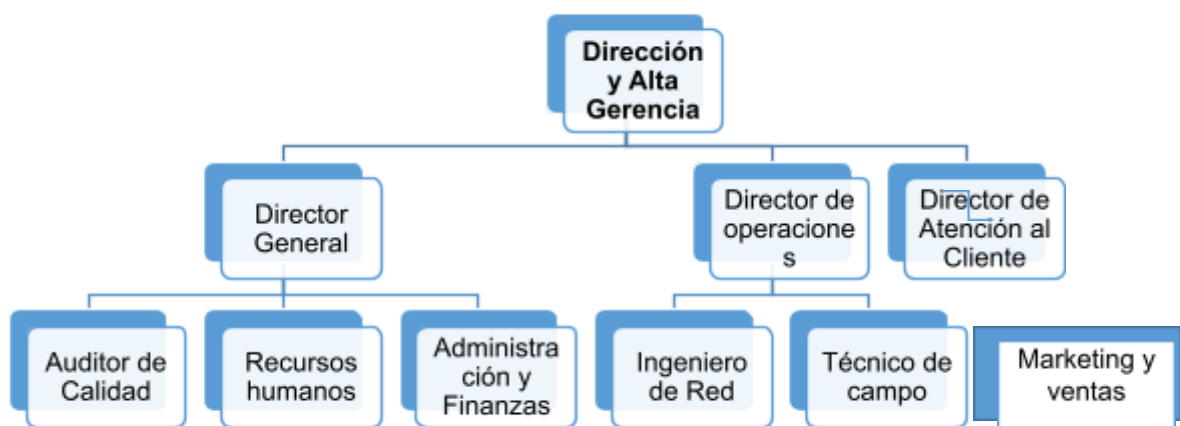 Dirección
y Alta
Gerencia
Director
General
Director de
operacione
s
Director de
Atención al
Cliente
Auditor de
Calidad
Recursos
humanos
Administra
ción y
Finanzas
Ingeniero
de Red
Técnico de
campo
Marketing y
ventas